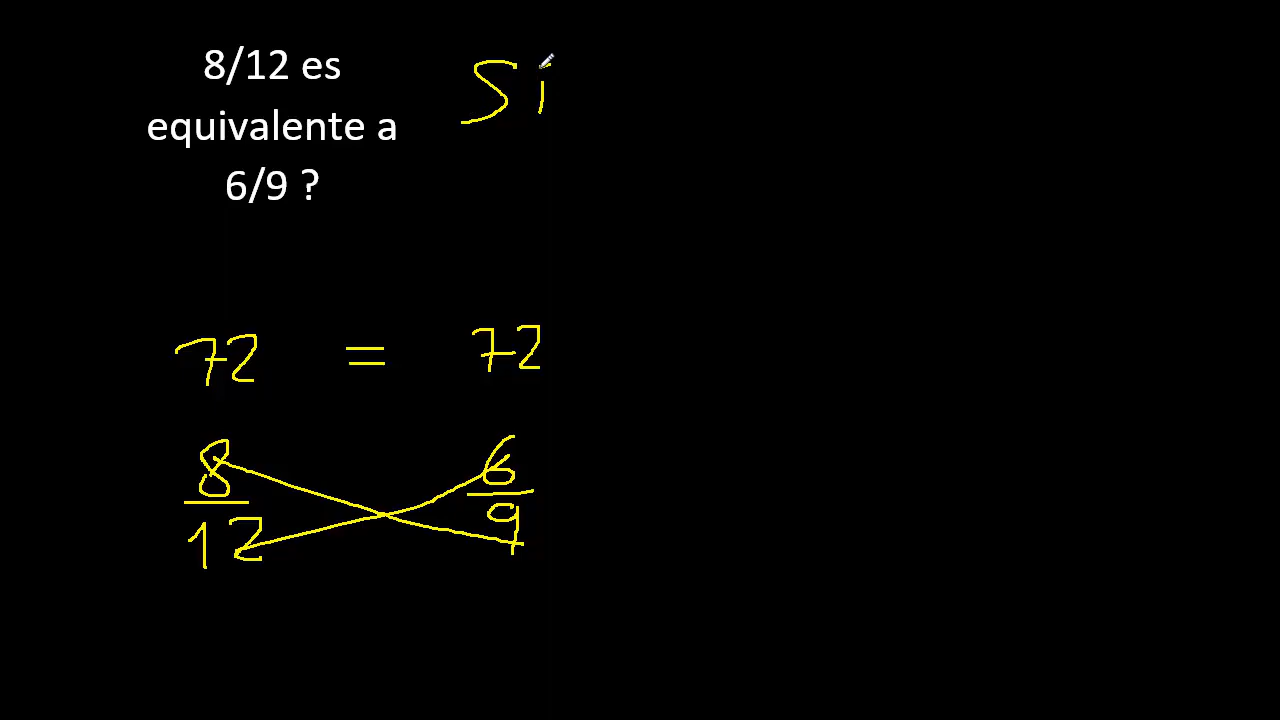 8/12 es
equivalente a
6/9 ?
Si
72 = 72
8 6
12 9